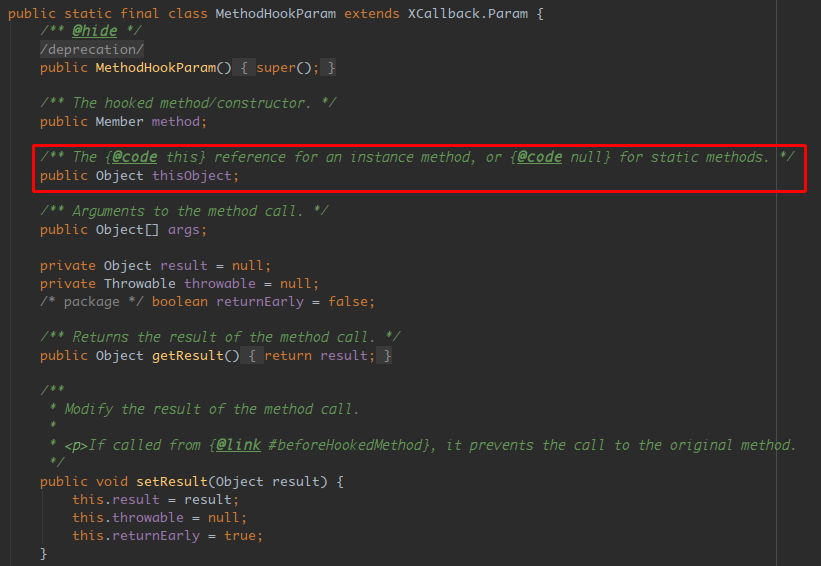 public static final class MethodHookParam extends XCallback.Param {
/** @hide */
/deprecation/
public MethodHookParam() { super(); }
/** The hooked method/constructor. */
public Member method;
/** The {@code this} reference for an instance method, or {@code null} for static methods. */
public Object thisObject;
/** Arguments to the method call. */
public Object[] args;
private Object result = null;
private Throwable throwable = null;
/* package */ boolean returnEarly = false;
/** Returns the result of the method call. */
public Object getResult() { return result; }
/**
* Modify the result of the method call.
*
* <p>If called from {@link #beforeHookedMethod}, it prevents the call to the original method.
*/
public void setResult(Object result) {
this.result = result;
this.throwable = null;
this.returnEarly = true;
}